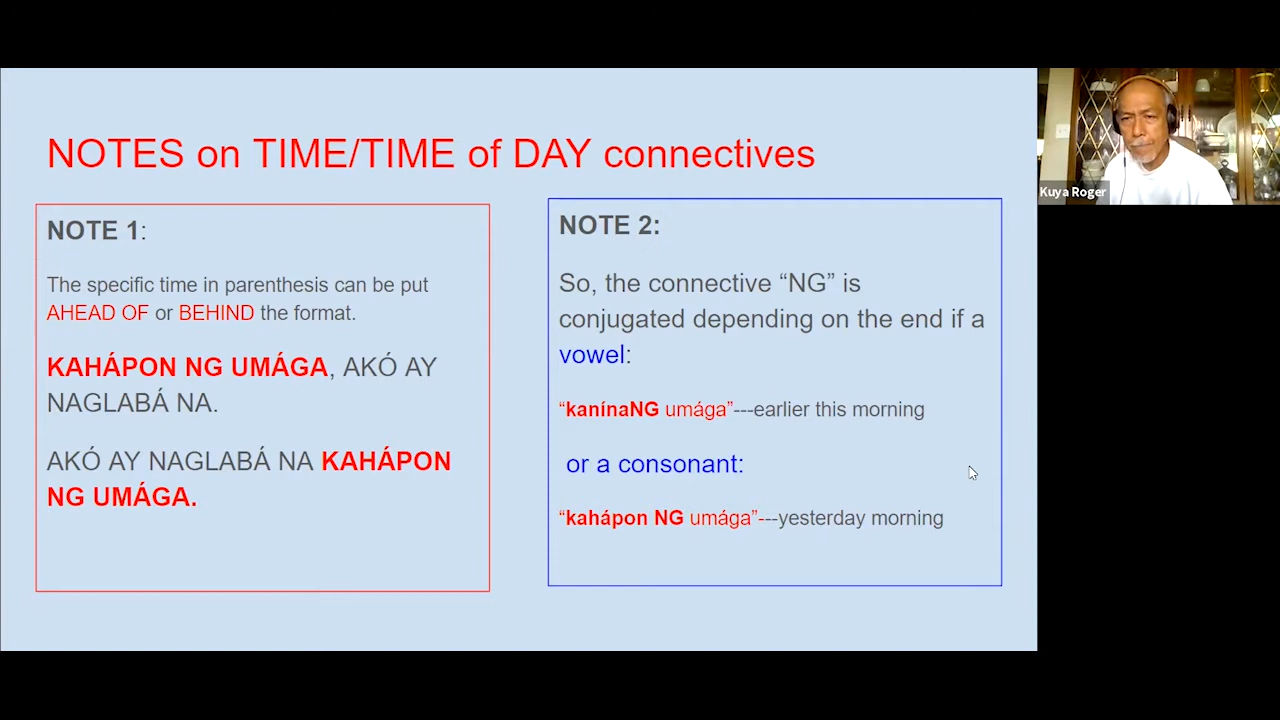 NOTES on TIME/TIME of DAY connectives
NOTE 1:
The specific time in parenthesis can be put
AHEAD OF or BEHIND the format.
KAHÁPON NG UMÁGA, AKÓ AY
NAGLABÁ NA.
AKÓ AY NAGLABÁ NA KAHÁPON
NG UMÁGA.
NOTE 2:
So, the connective “NG” is
conjugated depending on the end if a
vowel:
“kanínaNG umága”---earlier this morning
or a consonant:
“kahápon NG umága”---yesterday morning
Kuya Roger